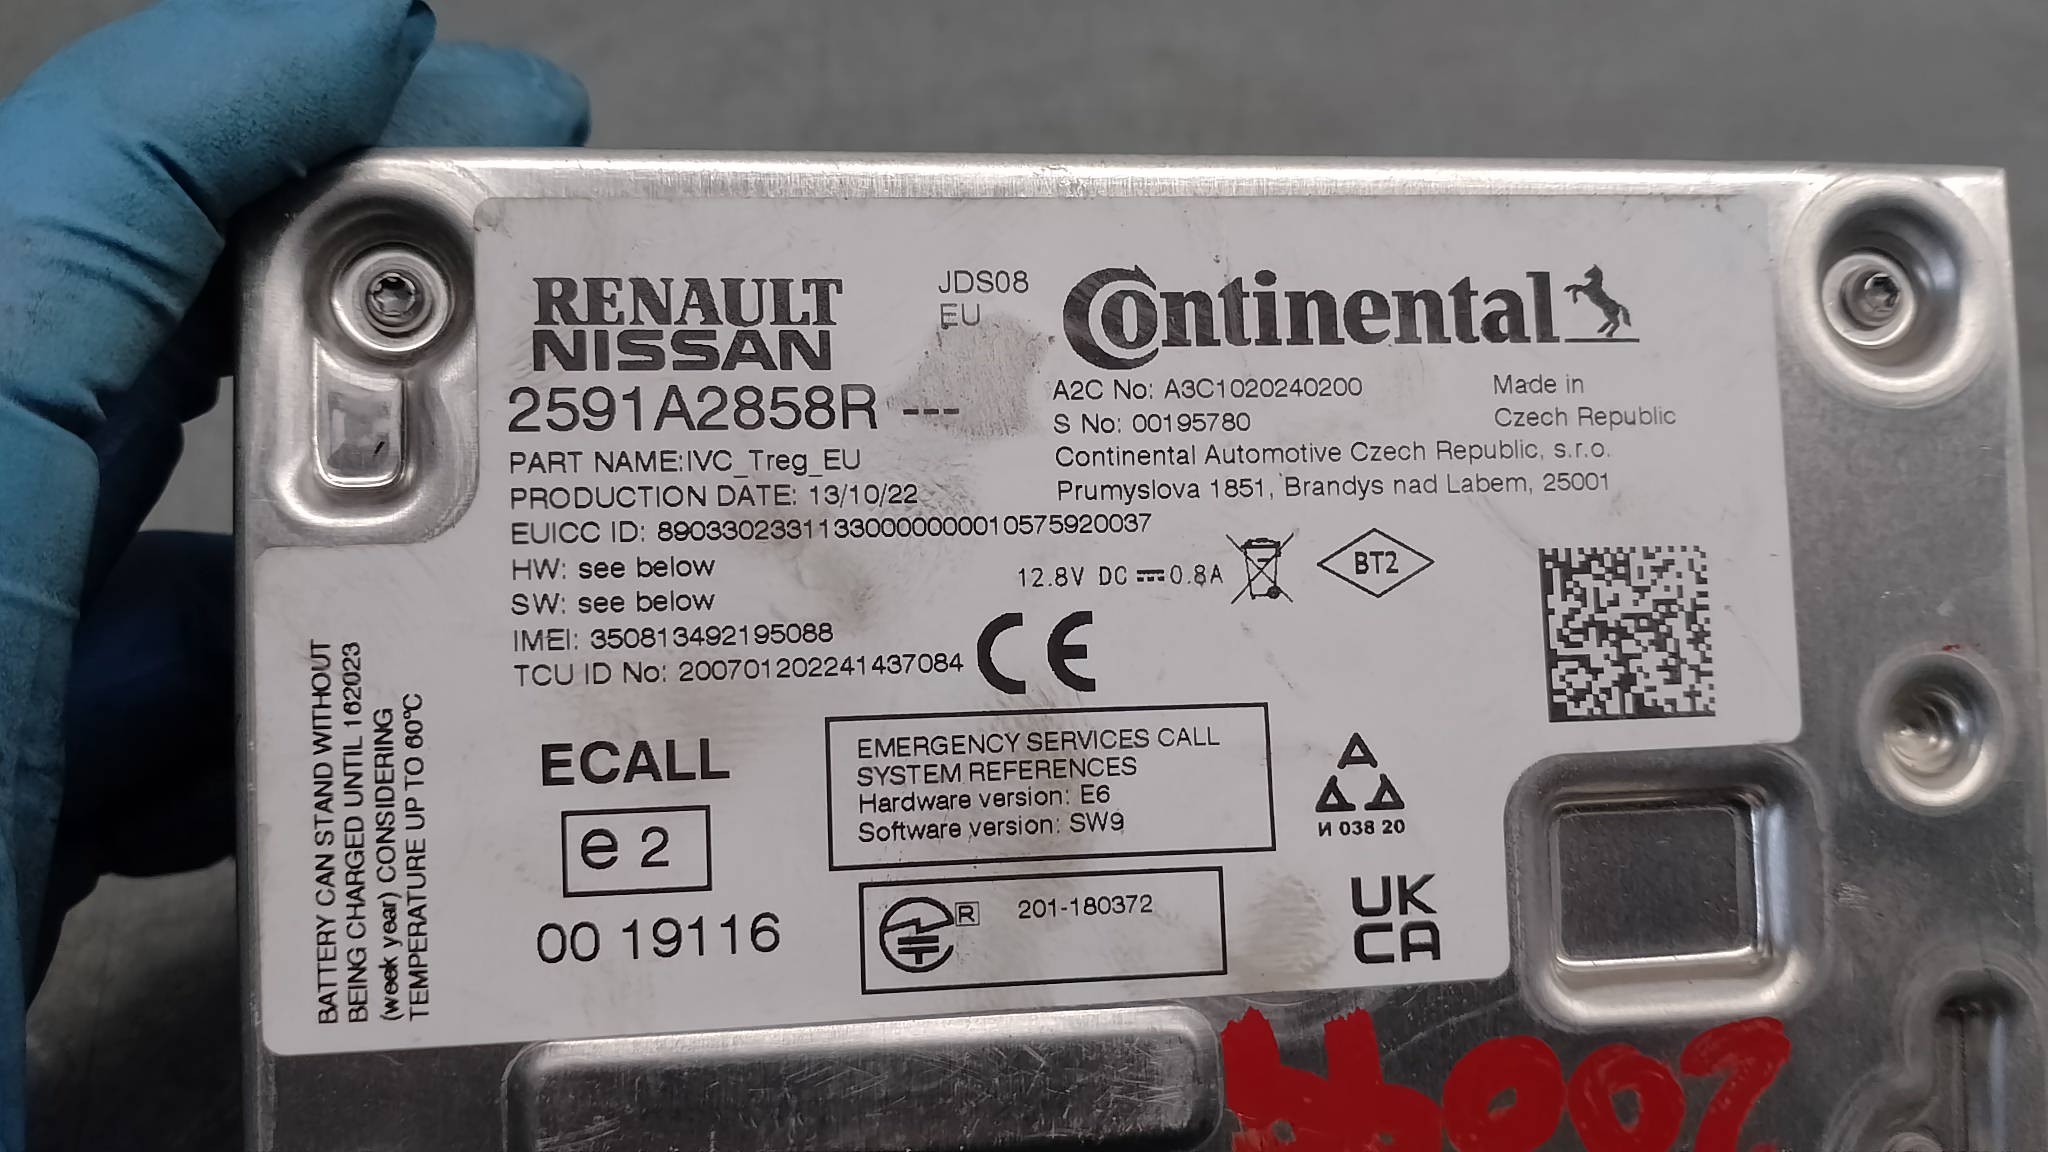 RENAULT
NISSAN
2591A2858R ---
PART NAME:IVC_Treg_EU
PRODUCTION DATE: 13/10/22
EUICC ID: 89033023311330000000010575920037
HW: see below
SW: see below
IMEI: 350813492195088
TCU ID No: 200701202241437084
JDS08
EU
Continental
A2C No: A3C1020240200
S No: 00195780
Made in
Czech Republic
Continental Automotive Czech Republic, s.r.o.
Prumyslova 1851, Brandys nad Labem, 25001
12.8V DC 0.8A
BT2
CE
BATTERY CAN STAND WITHOUT
BEING CHARGED UNTIL 162023
(week year) CONSIDERING
TEMPERATURE UP TO 60°C
ECALL
e2
00 19116
EMERGENCY SERVICES CALL
SYSTEM REFERENCES
Hardware version: E6
Software version: SW9
R 201-180372
И 038 20
UK
CA